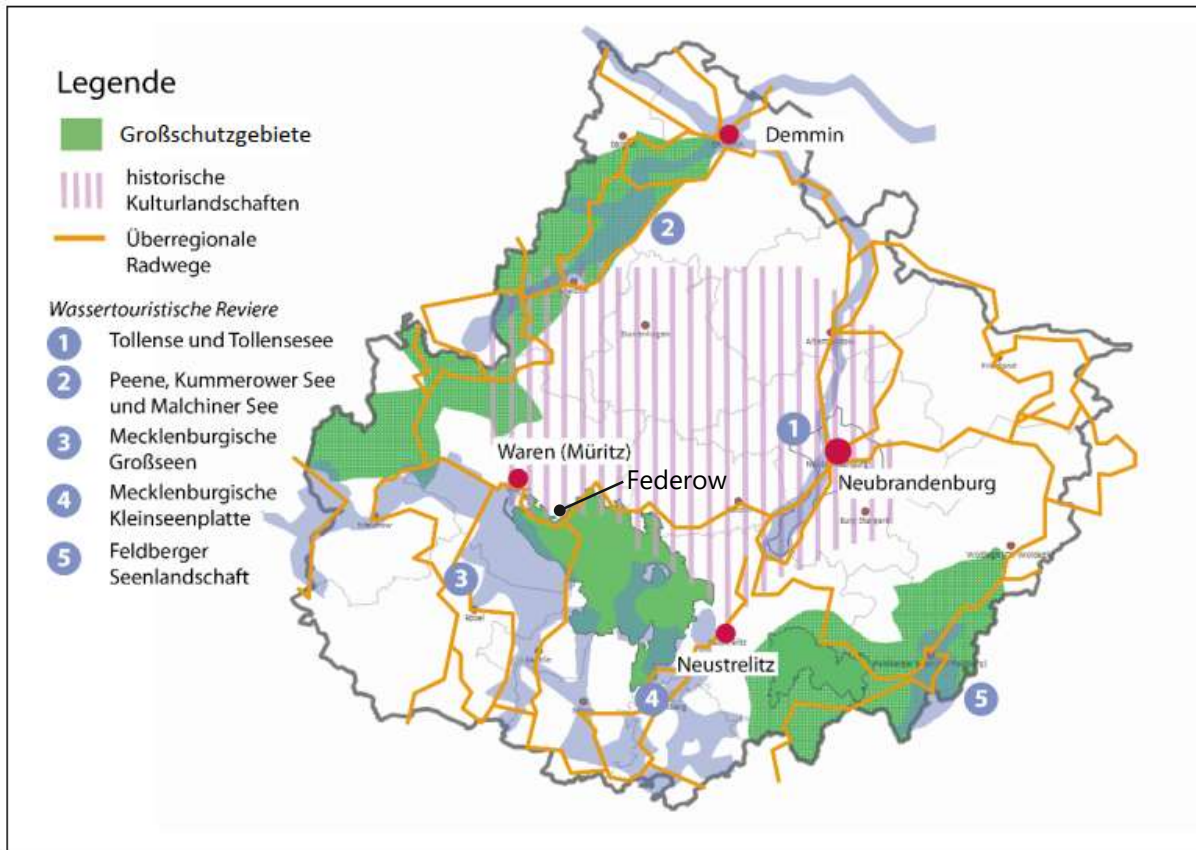 Legende
Großschutzgebiete
historische
Kulturlandschaften
Überregionale
Radwege
Wassertouristische Reviere
1 Tollense und Tollensesee
2 Peene, Kummerower See
und Malchiner See
3 Mecklenburgische
Großseen
4 Mecklenburgische
Kleinseenplatte
5 Feldberger
Seenlandschaft
Demmin
2
1
Waren (Müritz)
Federow
Neubrandenburg
3
Neustrelitz
4
5